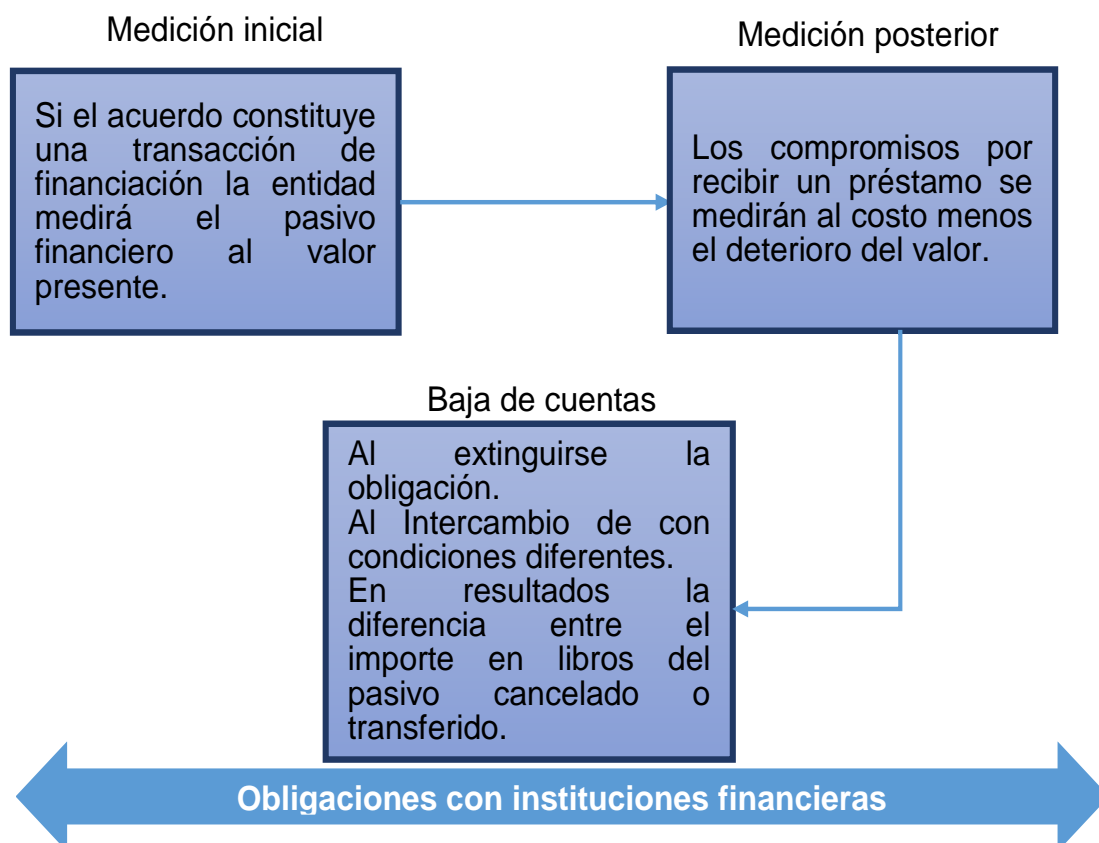 Medición inicial
Medición posterior
Si el acuerdo constituye
una transacción de
financiación la entidad
medirá el pasivo
financiero al valor
presente.
Los compromisos por
recibir un préstamo se
medirán al costo menos
el deterioro del valor.
Baja de cuentas
Al extinguirse la
obligación.
Al Intercambio de con
condiciones diferentes.
En resultados la
diferencia entre el
importe en libros del
pasivo cancelado o
transferido.
Obligaciones con instituciones financieras